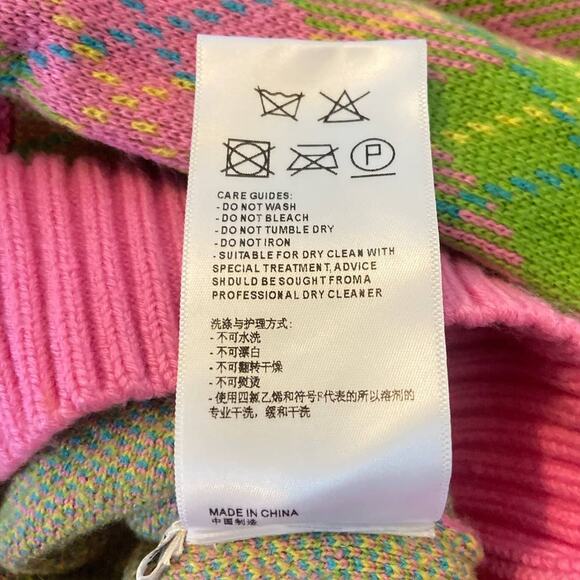 P
CARE GUIDES:
- DO NOT WASH
- DO NOT BLEACH
- DO NOT TUMBLE DRY
- DO NOT IRON
- SUITABLE FOR DRY CLEAN WITH
SPECIAL TREATMENT, ADVICE
SHOULD BE SOUGHT FROM A
PROFESSIONAL DRY CLEANER
洗涤与护理方式:
- 不可水洗
- 不可漂白
- 不可翻转干燥
- 不可熨烫
- 使用四氯乙烯和符号F代表的所以溶剂的
专业干洗，缓和干洗
MADE IN CHINA
中国制造